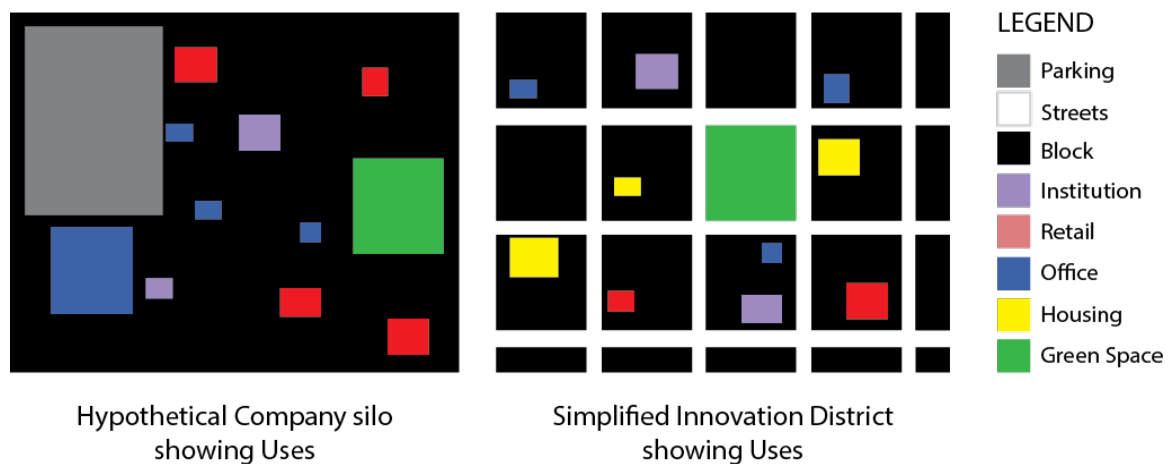 LEGEND
Parking
Streets
Block
Institution
Retail
Office
Housing
Green Space
Hypothetical Company silo
showing Uses
Simplified Innovation District
showing Uses